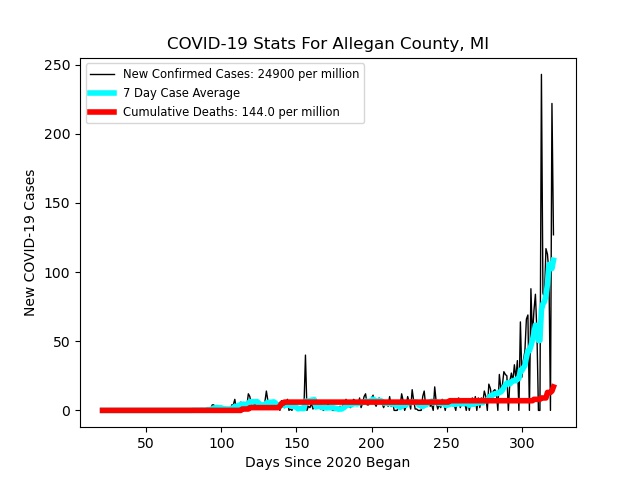 COVID-19 Stats For Allegan County, MI
New Confirmed Cases: 24900 per million
7 Day Case Average
Cumulative Deaths: 144.0 per million
New COVID-19 Cases
250
200
150
100
50
0
50 100 150 200 250 300
Days Since 2020 Began